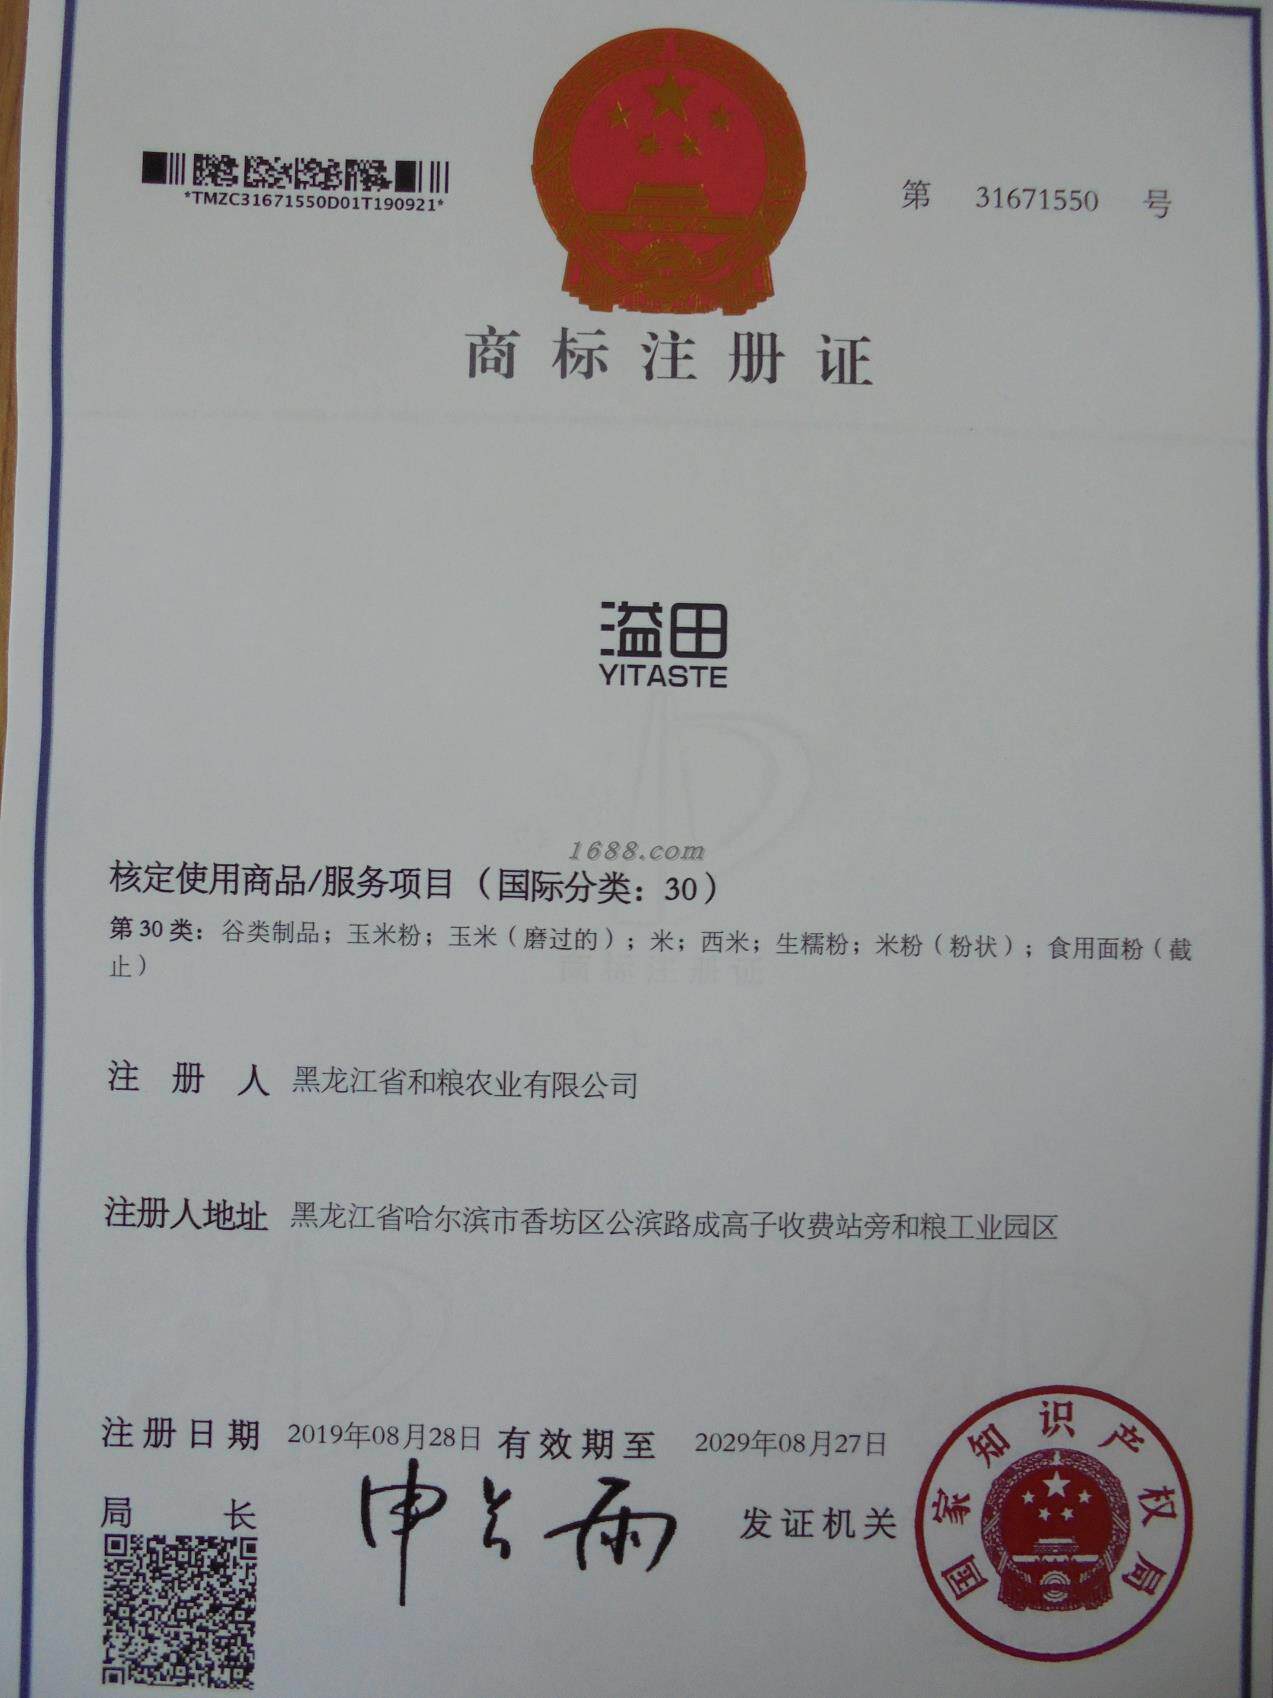 *TMZC31671550D01T190921*
第 31671550 号
商标注册证
溢田
YITASTE
1688.com
核定使用商品/服务项目（国际分类：30）
第30类：谷类制品；玉米粉；玉米（磨过的）；米；西米；生糯粉；米粉（粉状）；食用面粉（截
止）
注册人 黑龙江省和粮农业有限公司
注册人地址 黑龙江省哈尔滨市香坊区公滨路成高子收费站旁和粮工业园区
注册日期 2019年08月28日 有效期至 2029年08月27日
局长 申长雨 发证机关
国家知识产权局